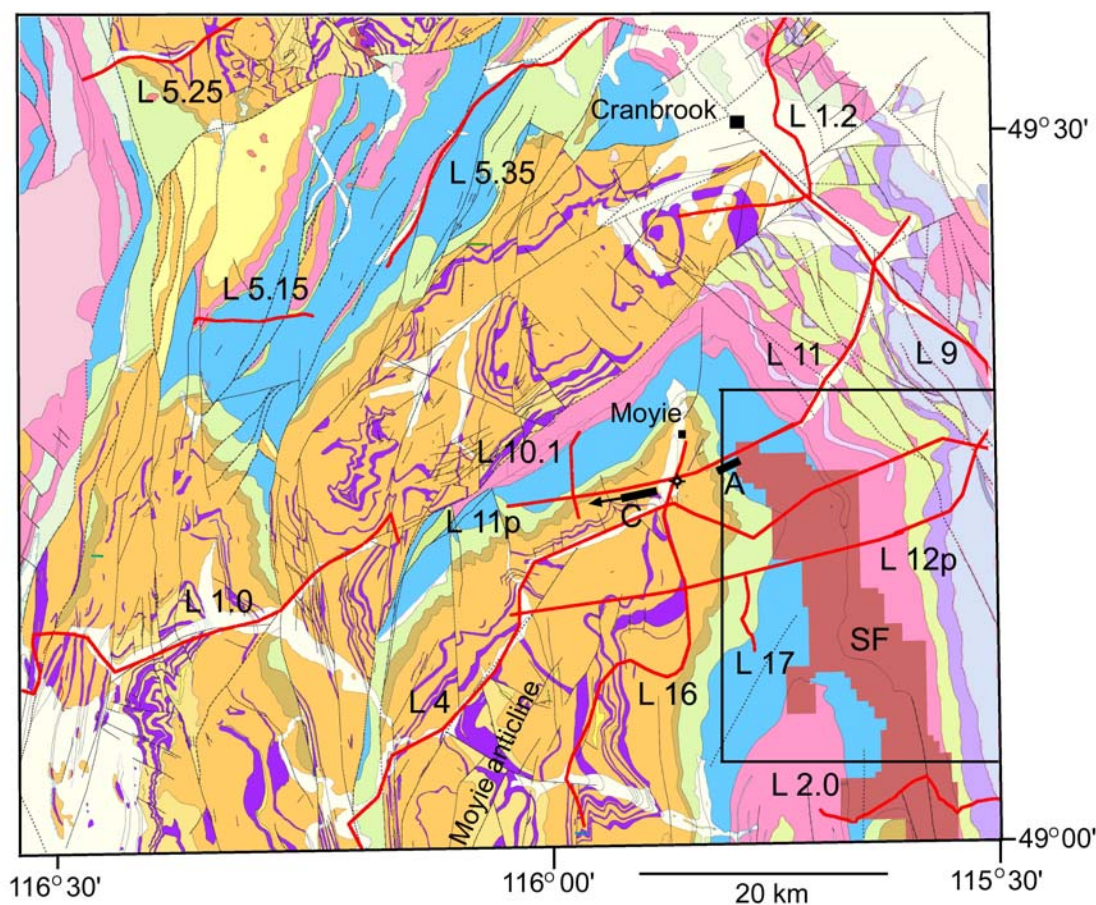 L 5.25
Cranbrook
L 1.2
49°30'
L 5.35
L 5.15
L 11
L 9
Moyie
L 10.1
A
C
L 11p
L 12p
L 1.0
SF
L 17
L 4
L 16
Moyie anticline
L 2.0
49°00'
116°30'
116°00'
115°30'
20 km